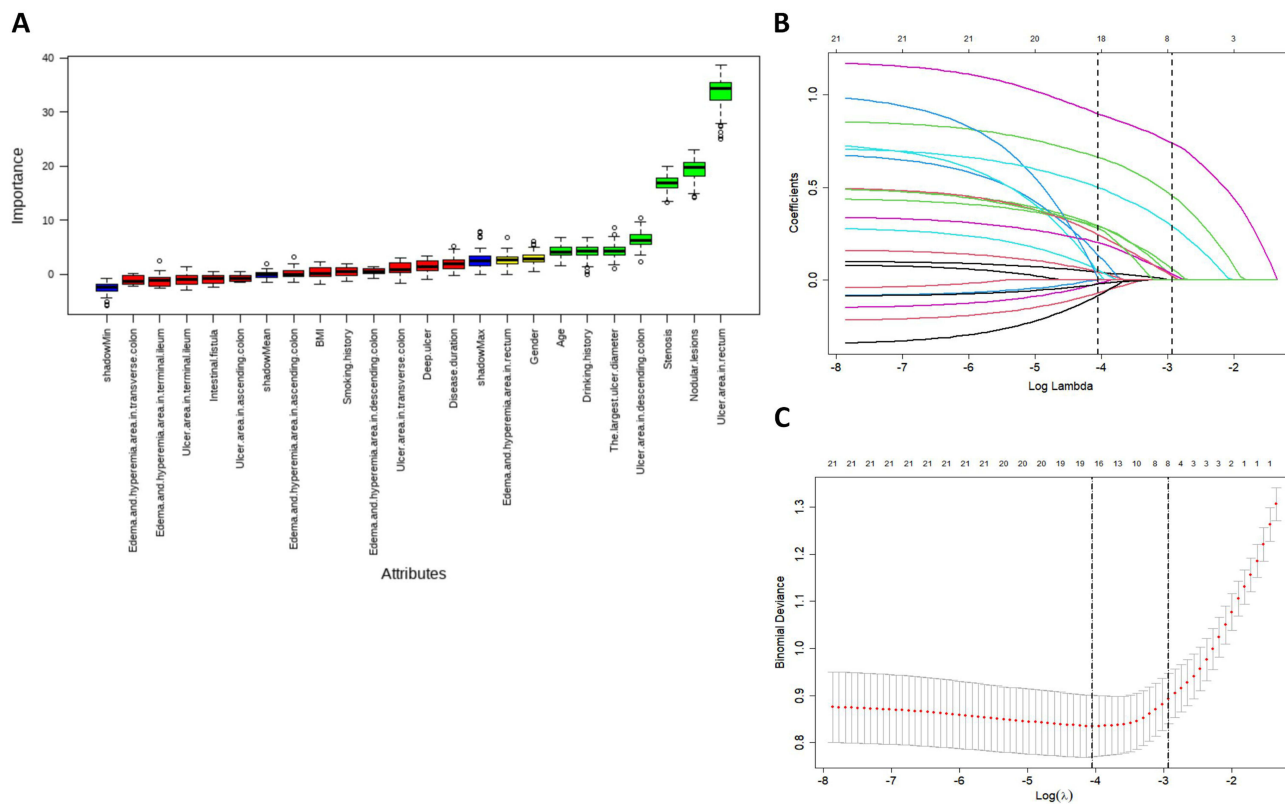 A
Importance
40
30
20
10
0
shadowMin
Edema.and.hyperemia.area.in.transverse.colon
Edema.and.hyperemia.area.in.terminal.ileum
Ulcer.area.in.terminal.ileum
Intestinal.fistula
Ulcer.area.in.ascending.colon
shadowMean
Edema.and.hyperemia.area.in.ascending.colon
BMI
Smoking.history
Edema.and.hyperemia.area.in.descending.colon
Ulcer.area.in.transverse.colon
Deep.ulcer
Disease.duration
shadowMax
Edema.and.hyperemia.area.in.rectum
Gender
Age
Drinking.history
The.largest.ulcer.diameter
Ulcer.area.in.descending.colon
Stenosis
Nodular.lesions
Ulcer.area.in.rectum
Attributes
B
21 21 21 19 18 8 3
Coefficients
1.0
0.5
0.0
-8 -7 -6 -5 -4 -3 -2
Log Lambda
C
21 21 21 21 21 21 21 20 20 20 19 19 16 13 10 8 8 4 3 3 3 2 1 1 1
Binomial Deviance
1.3
1.2
1.1
1.0
0.9
0.8
-8 -7 -6 -5 -4 -3 -2
Log(λ)